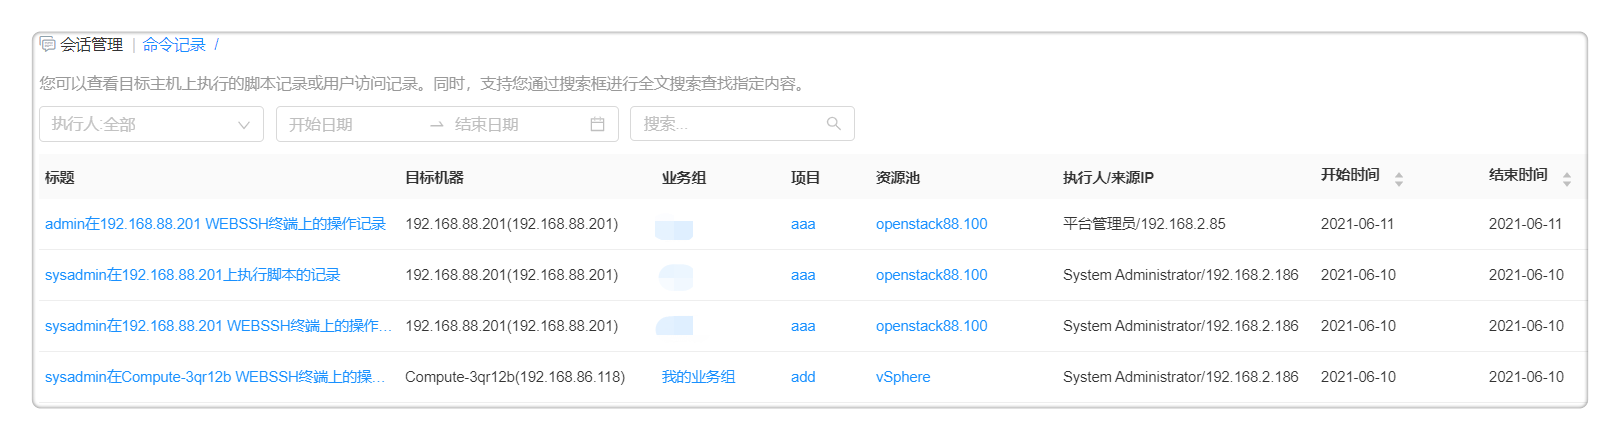 会话管理 | 命令记录 /
您可以查看目标主机上执行的脚本记录或用户访问记录。同时，支持您通过搜索框进行全文搜索查找指定内容。
执行人:全部 开始日期 → 结束日期 搜索...
标题 目标机器 业务组 项目 资源池 执行人/来源IP 开始时间 结束时间
admin在192.168.88.201 WEBSSH终端上的操作记录 192.168.88.201(192.168.88.201) aaa openstack88.100 平台管理员/192.168.2.85 2021-06-11 2021-06-11
sysadmin在192.168.88.201上执行脚本的记录 192.168.88.201(192.168.88.201) aaa openstack88.100 System Administrator/192.168.2.186 2021-06-10 2021-06-10
sysadmin在192.168.88.201 WEBSSH终端上的操作... 192.168.88.201(192.168.88.201) aaa openstack88.100 System Administrator/192.168.2.186 2021-06-10 2021-06-10
sysadmin在Compute-3qr12b WEBSSH终端上的操... Compute-3qr12b(192.168.86.118) 我的业务组 add vSphere System Administrator/192.168.2.186 2021-06-10 2021-06-10